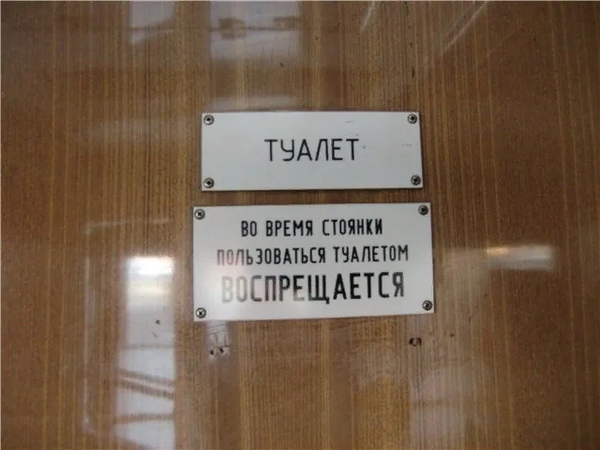 ТУАЛЕТ
ВО ВРЕМЯ СТОЯНКИ
ПОЛЬЗОВАТЬСЯ ТУАЛЕТОМ
ВОСПРЕЩАЕТСЯ